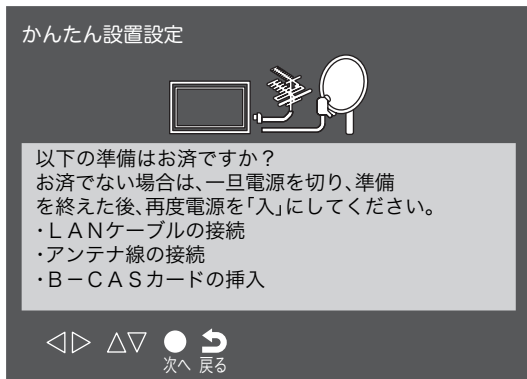 かんたん設置設定
以下の準備はお済ですか？
お済でない場合は、一旦電源を切り、準備
を終えた後、再度電源を「入」にしてください。
・ＬＡＮケーブルの接続
・アンテナ線の接続
・Ｂ－ＣＡＳカードの挿入
次へ 戻る